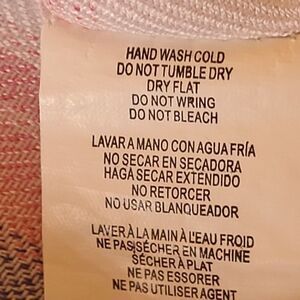 HAND WASH COLD
DO NOT TUMBLE DRY
DRY FLAT
DO NOT WRING
DO NOT BLEACH
LAVAR A MANO CON AGUA FRÍA
NO SECAR EN SECADORA
HAGA SECAR EXTENDIDO
NO RETORCER
NO USAR BLANQUEADOR
LAVER À LA MAIN À L'EAU FROID
NE PAS SÉCHER EN MACHINE
SÉCHER À PLAT
NE PAS ESSORER
NE PAS UTILISER AGENT